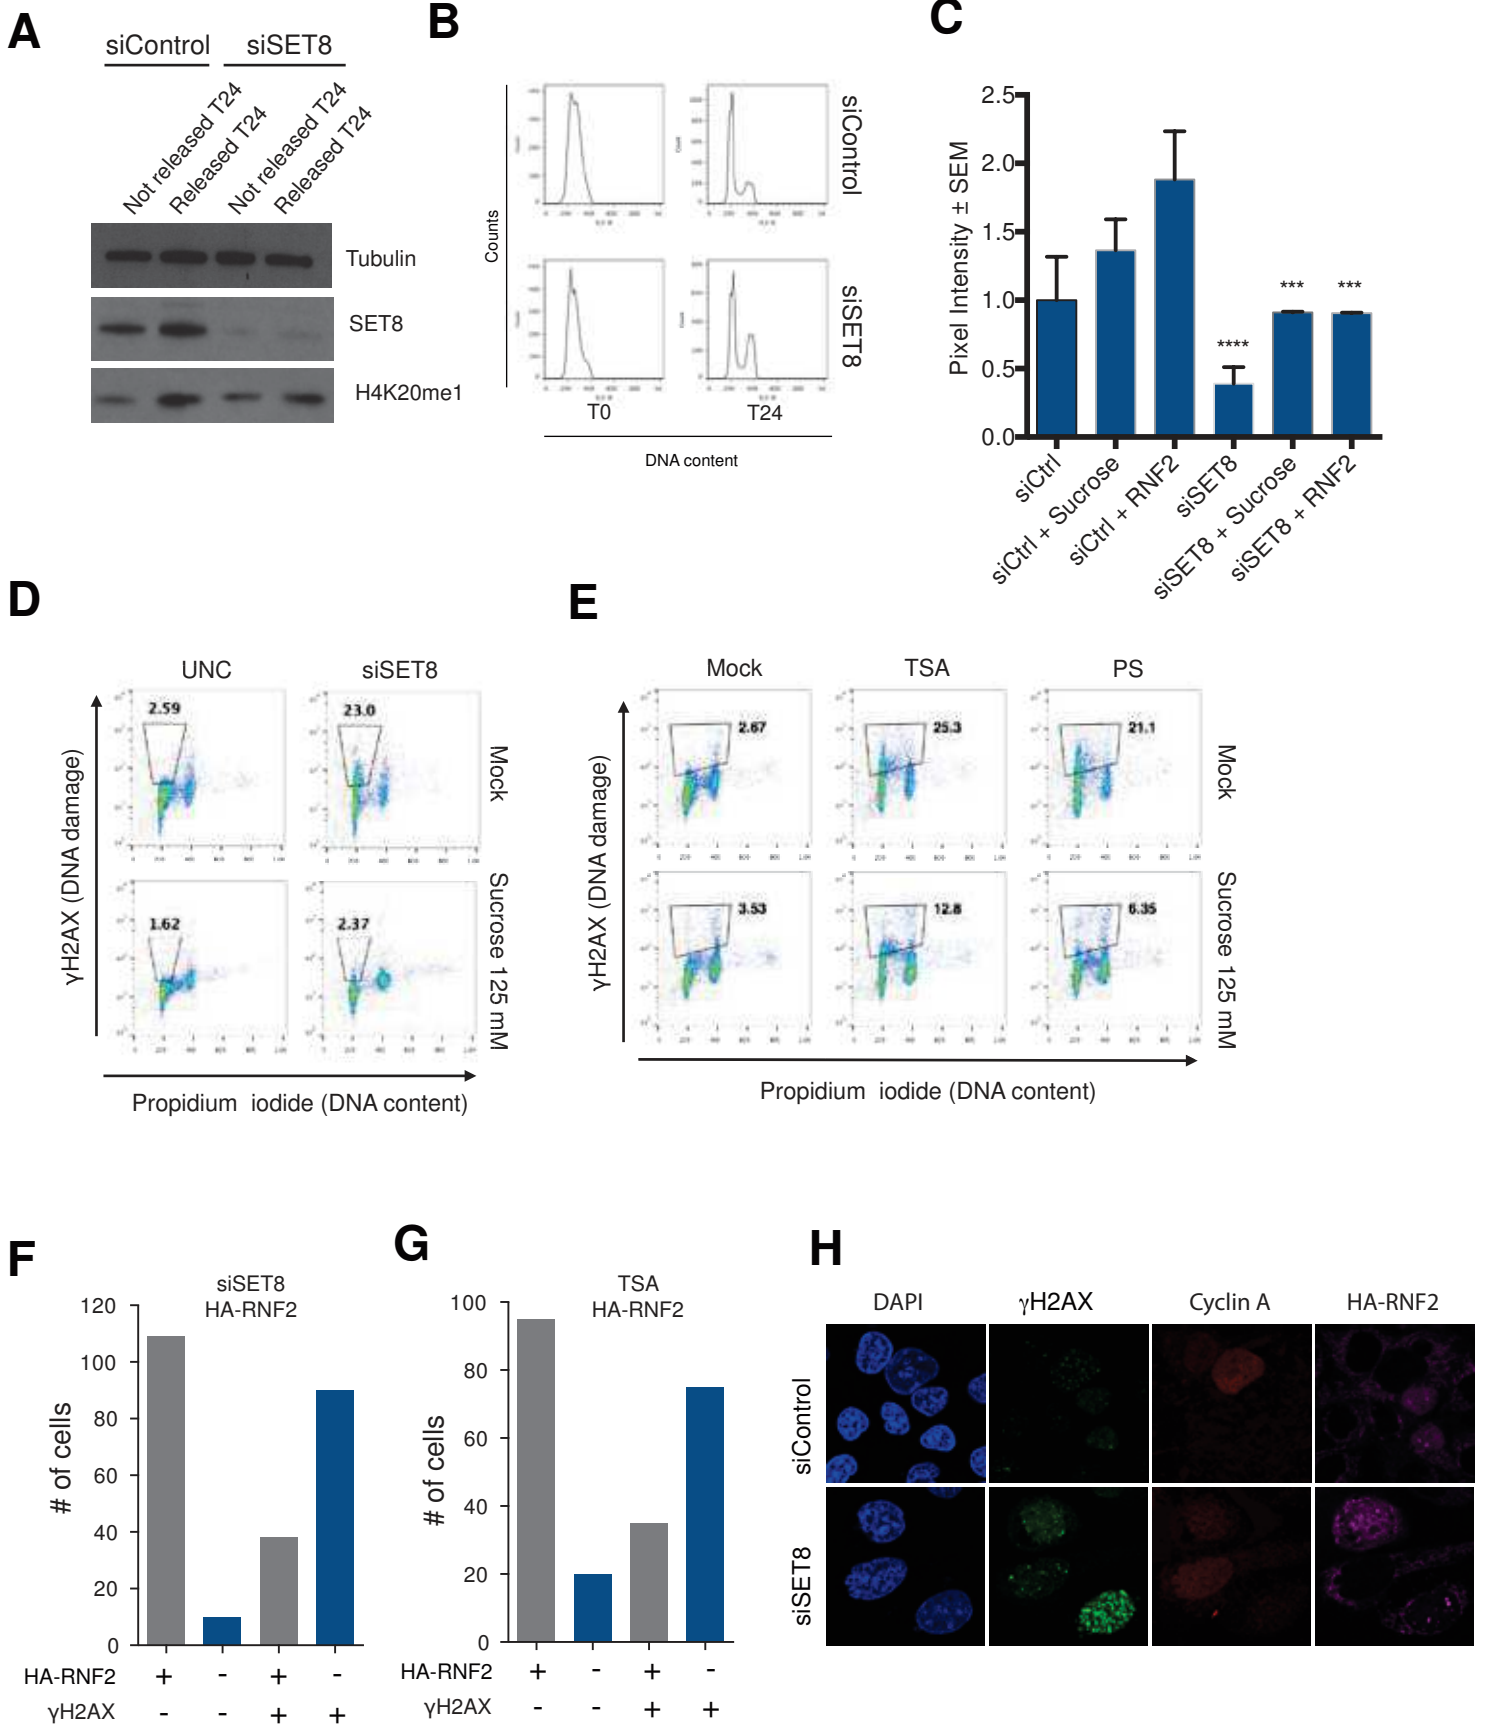 A
siControl
siSET8
Not released T24
Released T24
Not released T24
Released T24
Tubulin
SET8
H4K20me1
B
Counts
siControl
siSET8
T0
T24
DNA content
C
Pixel Intensity ± SEM
2.5
2.0
1.5
1.0
0.5
0.0
****
***
***
siCtrl
siCtrl + Sucrose
siCtrl + RNF2
siSET8
siSET8 + Sucrose
siSET8 + RNF2
D
UNC
siSET8
γH2AX (DNA damage)
2.59
23.0
Mock
1.62
2.37
Sucrose 125 mM
Propidium iodide (DNA content)
E
Mock
TSA
PS
γH2AX (DNA damage)
2.67
25.3
21.1
Mock
3.53
12.8
6.35
Sucrose 125 mM
Propidium iodide (DNA content)
F
siSET8
HA-RNF2
# of cells
120
100
80
60
40
20
0
HA-RNF2 + - + -
γH2AX - - + +
G
TSA
HA-RNF2
# of cells
100
80
60
40
20
0
HA-RNF2 + - + -
γH2AX - - + +
H
DAPI
γH2AX
Cyclin A
HA-RNF2
siControl
siSET8